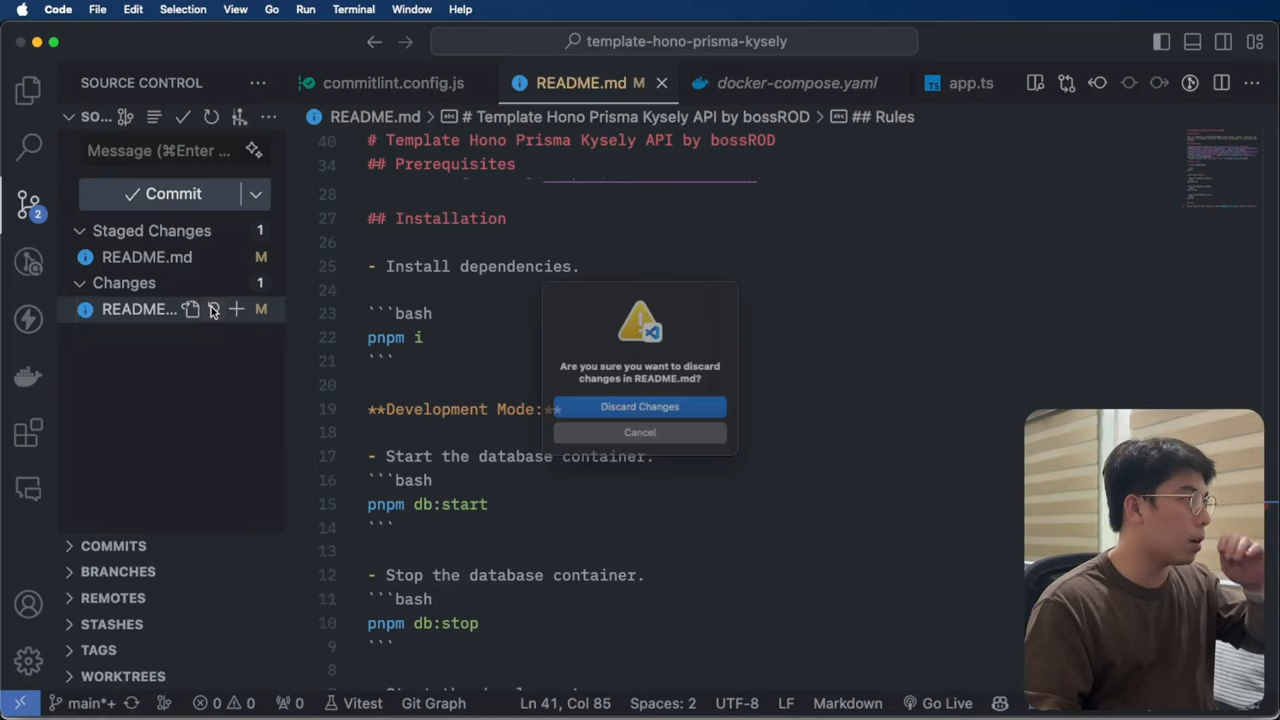 Code File Edit Selection View Go Run Terminal Window Help
template-hono-prisma-kysely
SOURCE CONTROL
commitlint.config.js
README.md M
docker-compose.yaml
app.ts
SO...
README.md > # Template Hono Prisma Kysely API by bossROD > ## Rules
Message (⌘Enter ...
Commit
Staged Changes 1
README.md M
Changes 1
README... M
2
40 # Template Hono Prisma Kysely API by bossROD
34 ## Prerequisites
28
27 ## Installation
26
25 - Install dependencies.
24
23 ```bash
22 pnpm i
21 ```
20
19 **Development Mode:**
18
17 - Start the database container.
16 ```bash
15 pnpm db:start
14 ```
13
12 - Stop the database container.
11 ```bash
10 pnpm db:stop
9 ```
8
Are you sure you want to discard
changes in README.md?
Discard Changes
Cancel
COMMITS
BRANCHES
REMOTES
STASHES
TAGS
WORKTREES
main*+ 0 0 0 Vitest Git Graph Ln 41, Col 85 Spaces: 2 UTF-8 LF Markdown Go Live